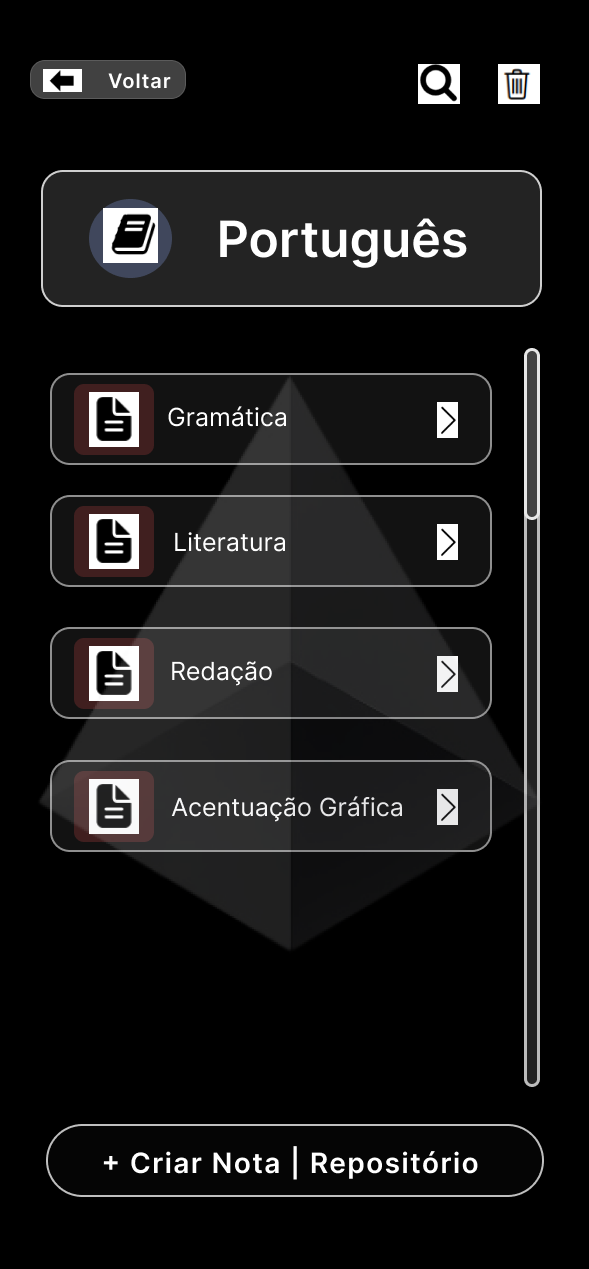 Voltar
Português
Gramática
Literatura
Redação
Acentuação Gráfica
+ Criar Nota | Repositório